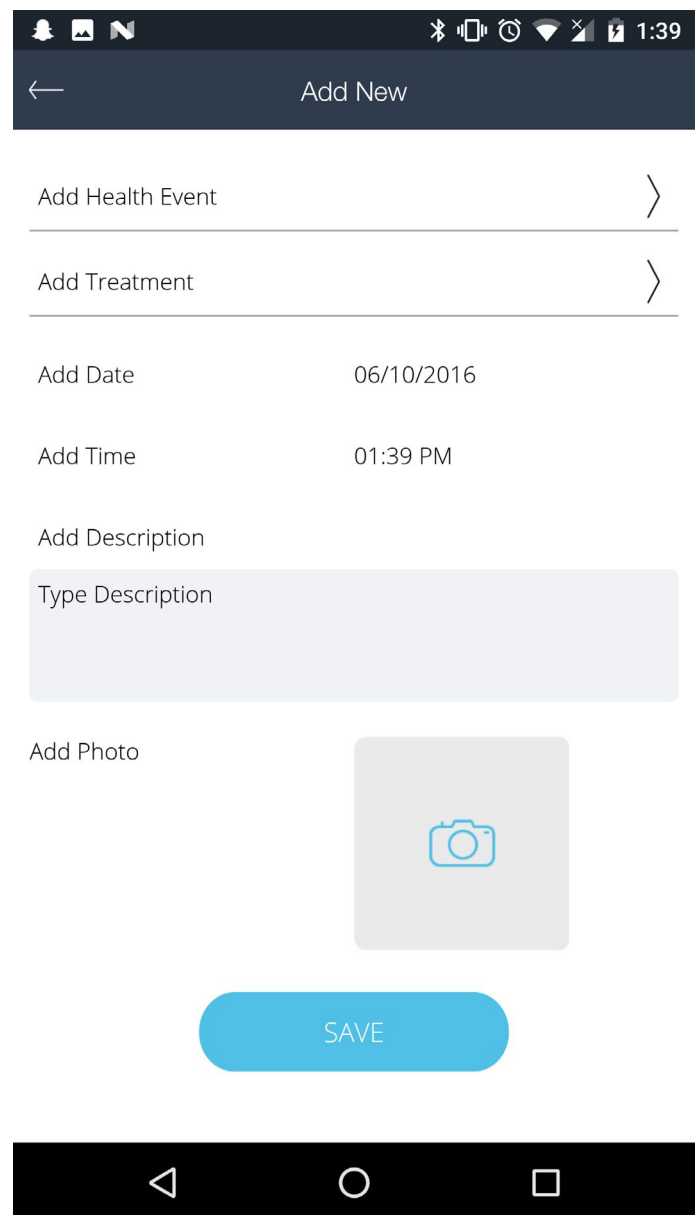 1:39
Add New
Add Health Event
Add Treatment
Add Date 06/10/2016
Add Time 01:39 PM
Add Description
Type Description
Add Photo
SAVE